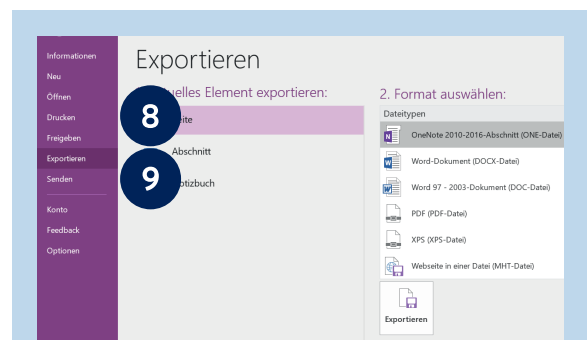 Informationen
Neu
Öffnen
Drucken
Freigeben
Exportieren
Senden
Konto
Feedback
Optionen
Exportieren
elles Element exportieren:
8
eite
Abschnitt
9
otizbuch
2. Format auswählen:
Dateitypen
OneNote 2010-2016-Abschnitt (ONE-Datei)
Word-Dokument (DOCX-Datei)
Word 97 - 2003-Dokument (DOC-Datei)
PDF (PDF-Datei)
XPS (XPS-Datei)
Webseite in einer Datei (MHT-Datei)
Exportieren